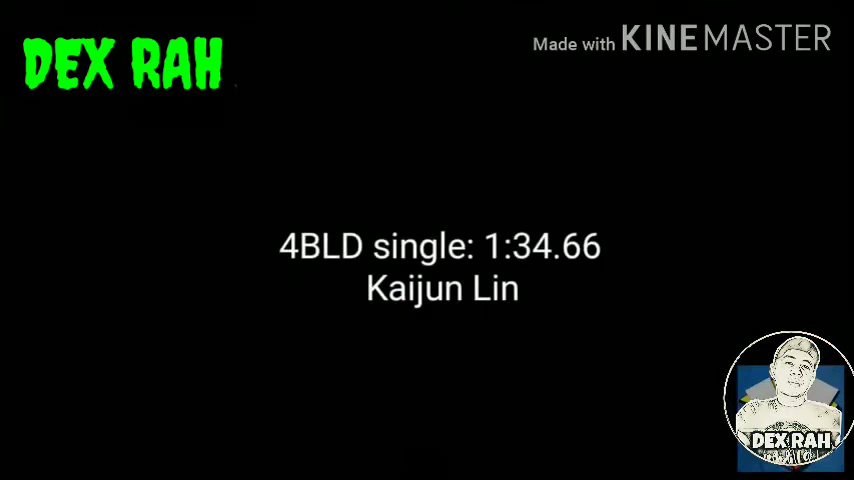 DEX RAH
Made with KINEMASTER
4BLD single: 1:34.66
Kaijun Lin
DEX RAH